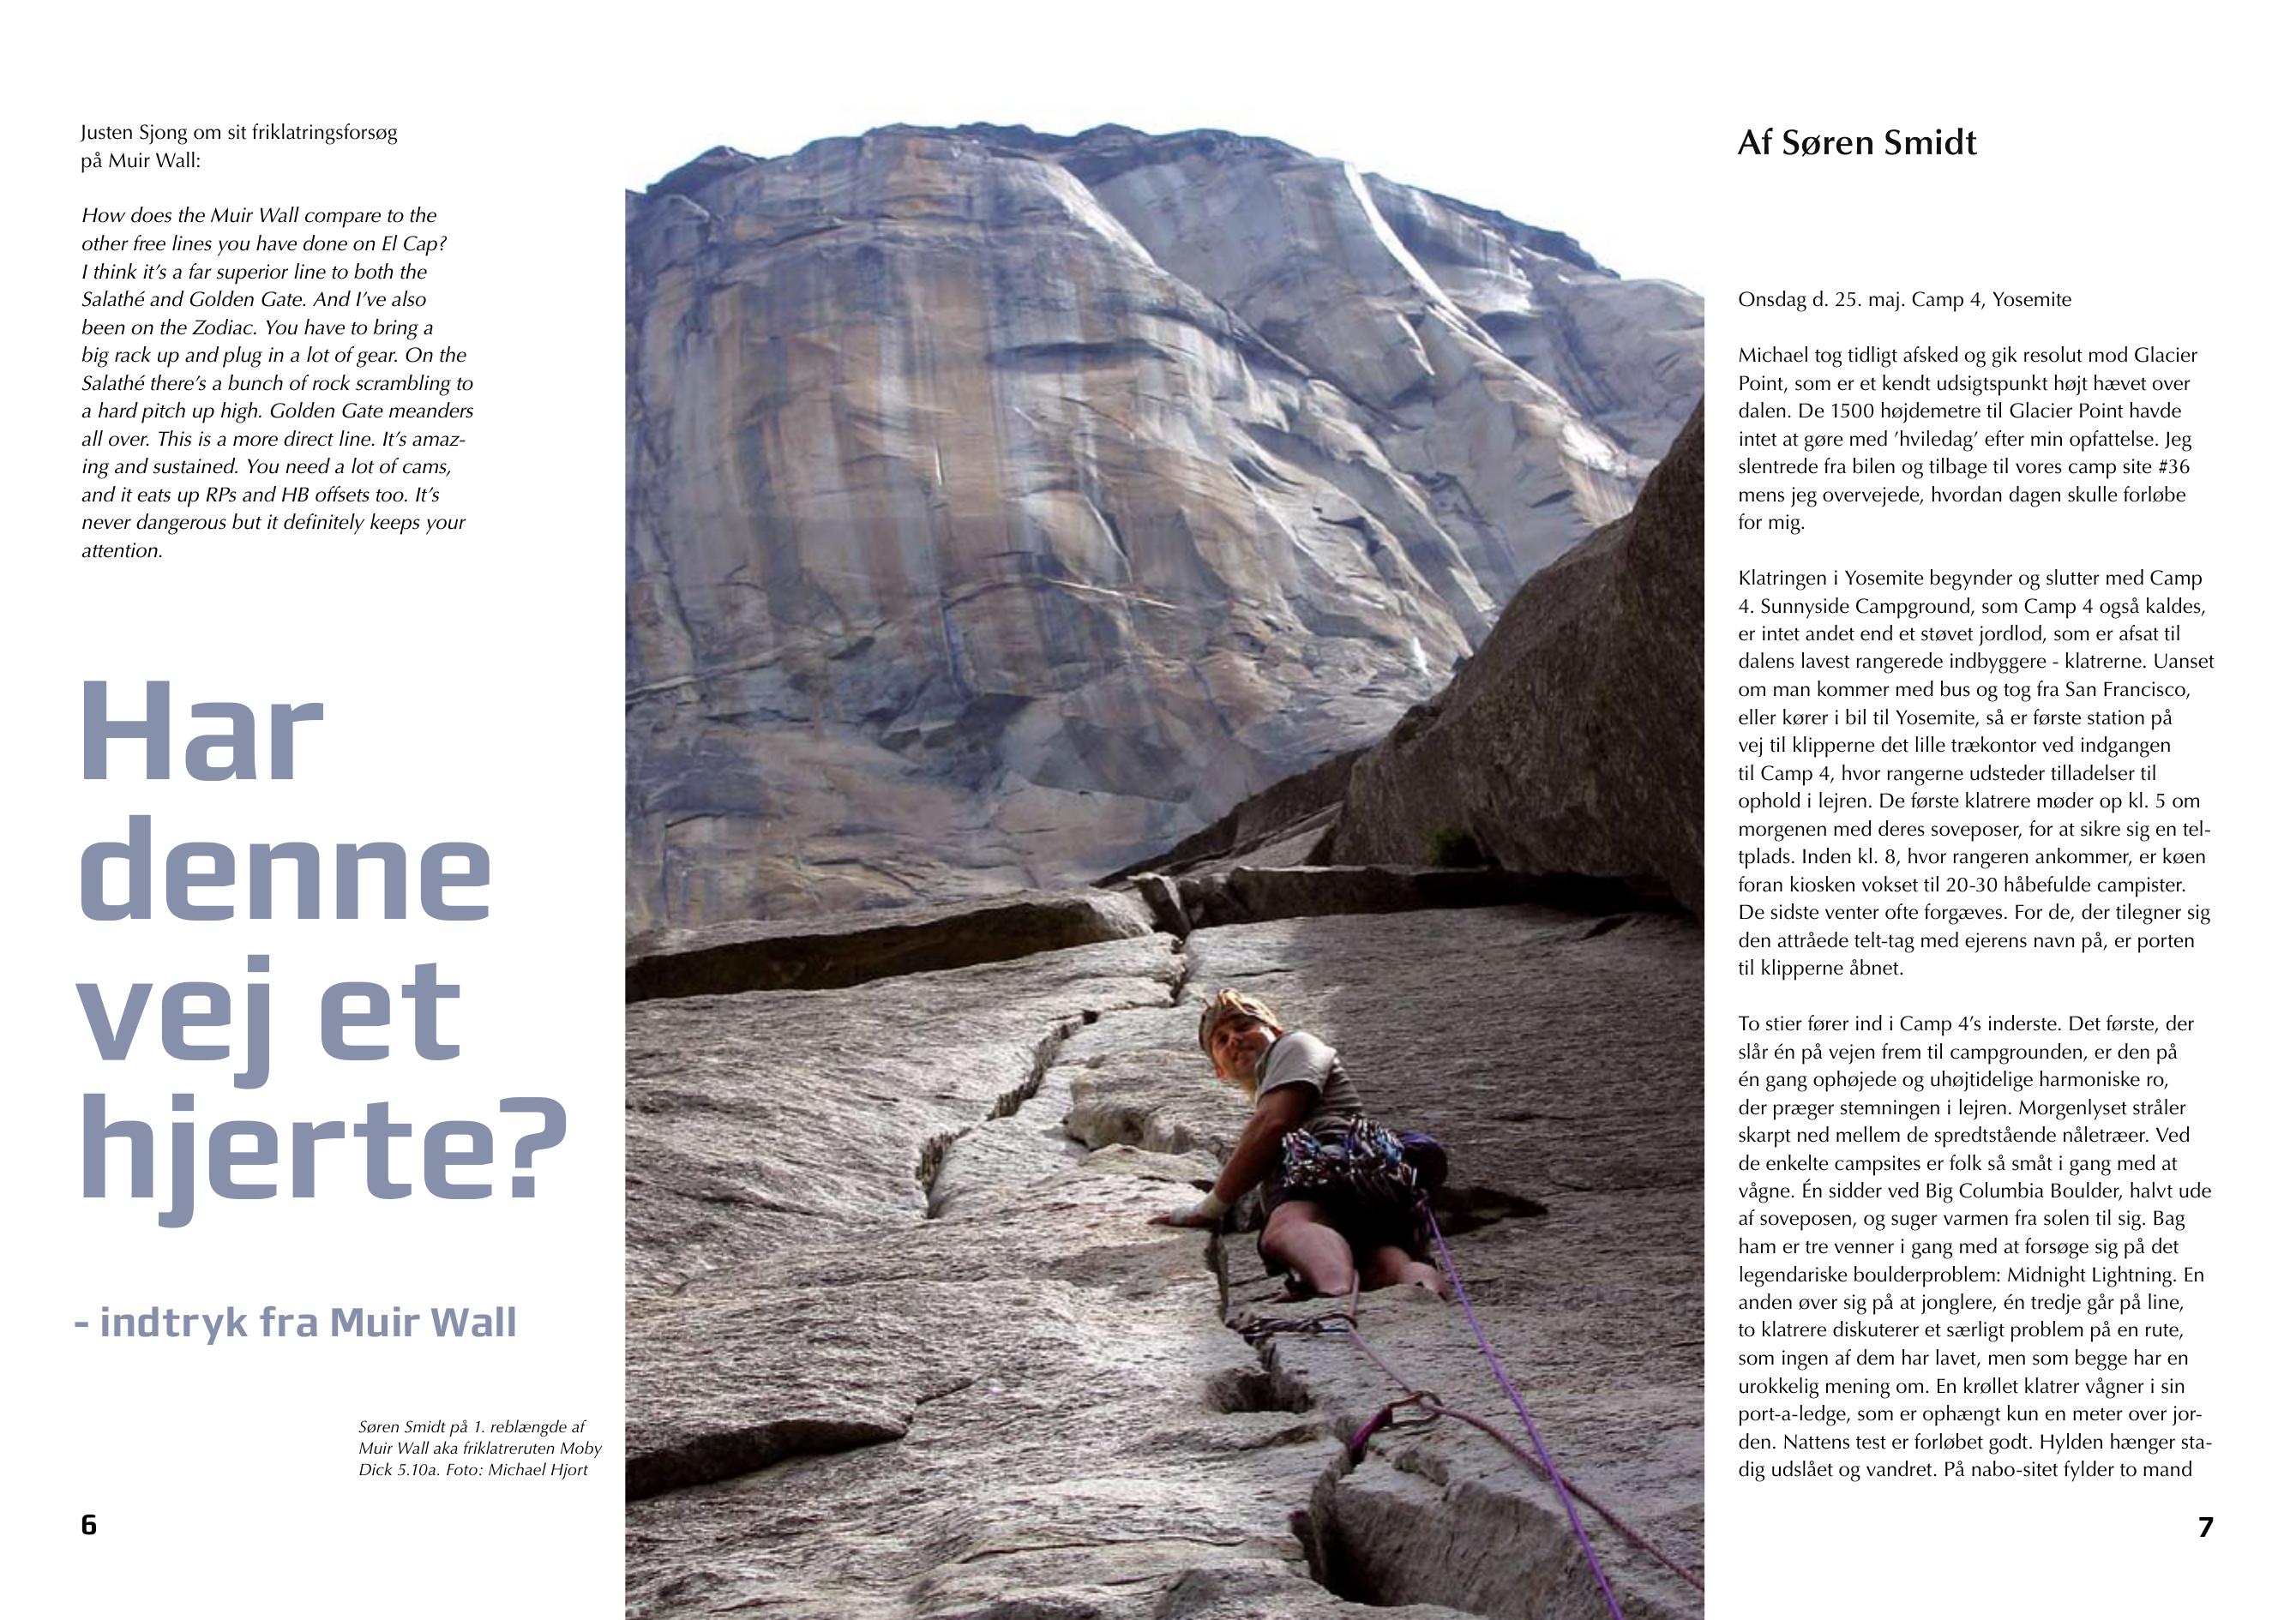 Justen Sjong om sit friklatringsforsøg
på Muir Wall:
How does the Muir Wall compare to the
other free lines you have done on El Cap?
I think it’s a far superior line to both the
Salathé and Golden Gate. And I’ve also
been on the Zodiac. You have to bring a
big rack up and plug in a lot of gear. On the
Salathé there’s a bunch of rock scrambling to
a hard pitch up high. Golden Gate meanders
all over. This is a more direct line. It’s amaz-
ing and sustained. You need a lot of cams,
and it eats up RPs and HB offsets too. It’s
never dangerous but it definitely keeps your
attention.
Har
denne
vej et
hjerte?
- indtryk fra Muir Wall
Søren Smidt på 1. reblængde af
Muir Wall aka friklatreruten Moby
Dick 5.10a. Foto: Michael Hjort
6
Af Søren Smidt
Onsdag d. 25. maj. Camp 4, Yosemite
Michael tog tidligt afsked og gik resolut mod Glacier
Point, som er et kendt udsigtspunkt højt hævet over
dalen. De 1500 højdemetre til Glacier Point havde
intet at gøre med ’hviledag’ efter min opfattelse. Jeg
slentrede fra bilen og tilbage til vores camp site #36
mens jeg overvejede, hvordan dagen skulle forløbe
for mig.
Klatringen i Yosemite begynder og slutter med Camp
4. Sunnyside Campground, som Camp 4 også kaldes,
er intet andet end et støvet jordlod, som er afsat til
dalens lavest rangerede indbyggere - klatrerne. Uanset
om man kommer med bus og tog fra San Francisco,
eller kører i bil til Yosemite, så er første station på
vej til klipperne det lille trækontor ved indgangen
til Camp 4, hvor rangerne udsteder tilladelser til
ophold i lejren. De første klatrere møder op kl. 5 om
morgenen med deres soveposer, for at sikre sig en tel-
tplads. Inden kl. 8, hvor rangeren ankommer, er køen
foran kiosken vokset til 20-30 håbefulde campister.
De sidste venter ofte forgæves. For de, der tilegner sig
den attråede telt-tag med ejerens navn på, er porten
til klipperne åbnet.
To stier fører ind i Camp 4’s inderste. Det første, der
slår én på vejen frem til campgrounden, er den på
én gang ophøjede og uhøjtidelige harmoniske ro,
der præger stemningen i lejren. Morgenlyset stråler
skarpt ned mellem de spredtstående nåletræer. Ved
de enkelte campsites er folk så småt i gang med at
vågne. Én sidder ved Big Columbia Boulder, halvt ude
af soveposen, og suger varmen fra solen til sig. Bag
ham er tre venner i gang med at forsøge sig på det
legendariske boulderproblem: Midnight Lightning. En
anden øver sig på at jonglere, én tredje går på line,
to klatrere diskuterer et særligt problem på en rute,
som ingen af dem har lavet, men som begge har en
urokkelig mening om. En krøllet klatrer vågner i sin
port-a-ledge, som er ophængt kun en meter over jor-
den. Nattens test er forløbet godt. Hylden hænger sta-
dig udslået og vandret. På nabo-sitet fylder to mand
7